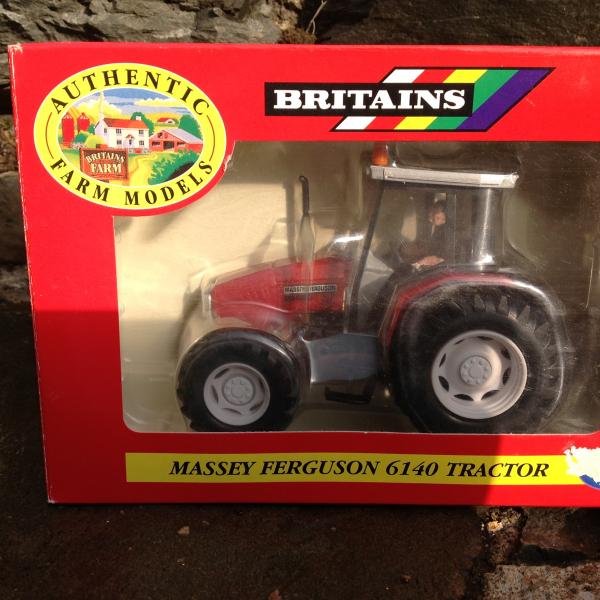 AUTHENTIC
FARM MODELS
BRITAINS
FARM
BRITAINS
MASSEY FERGUSON
MASSEY FERGUSON 6140 TRACTOR